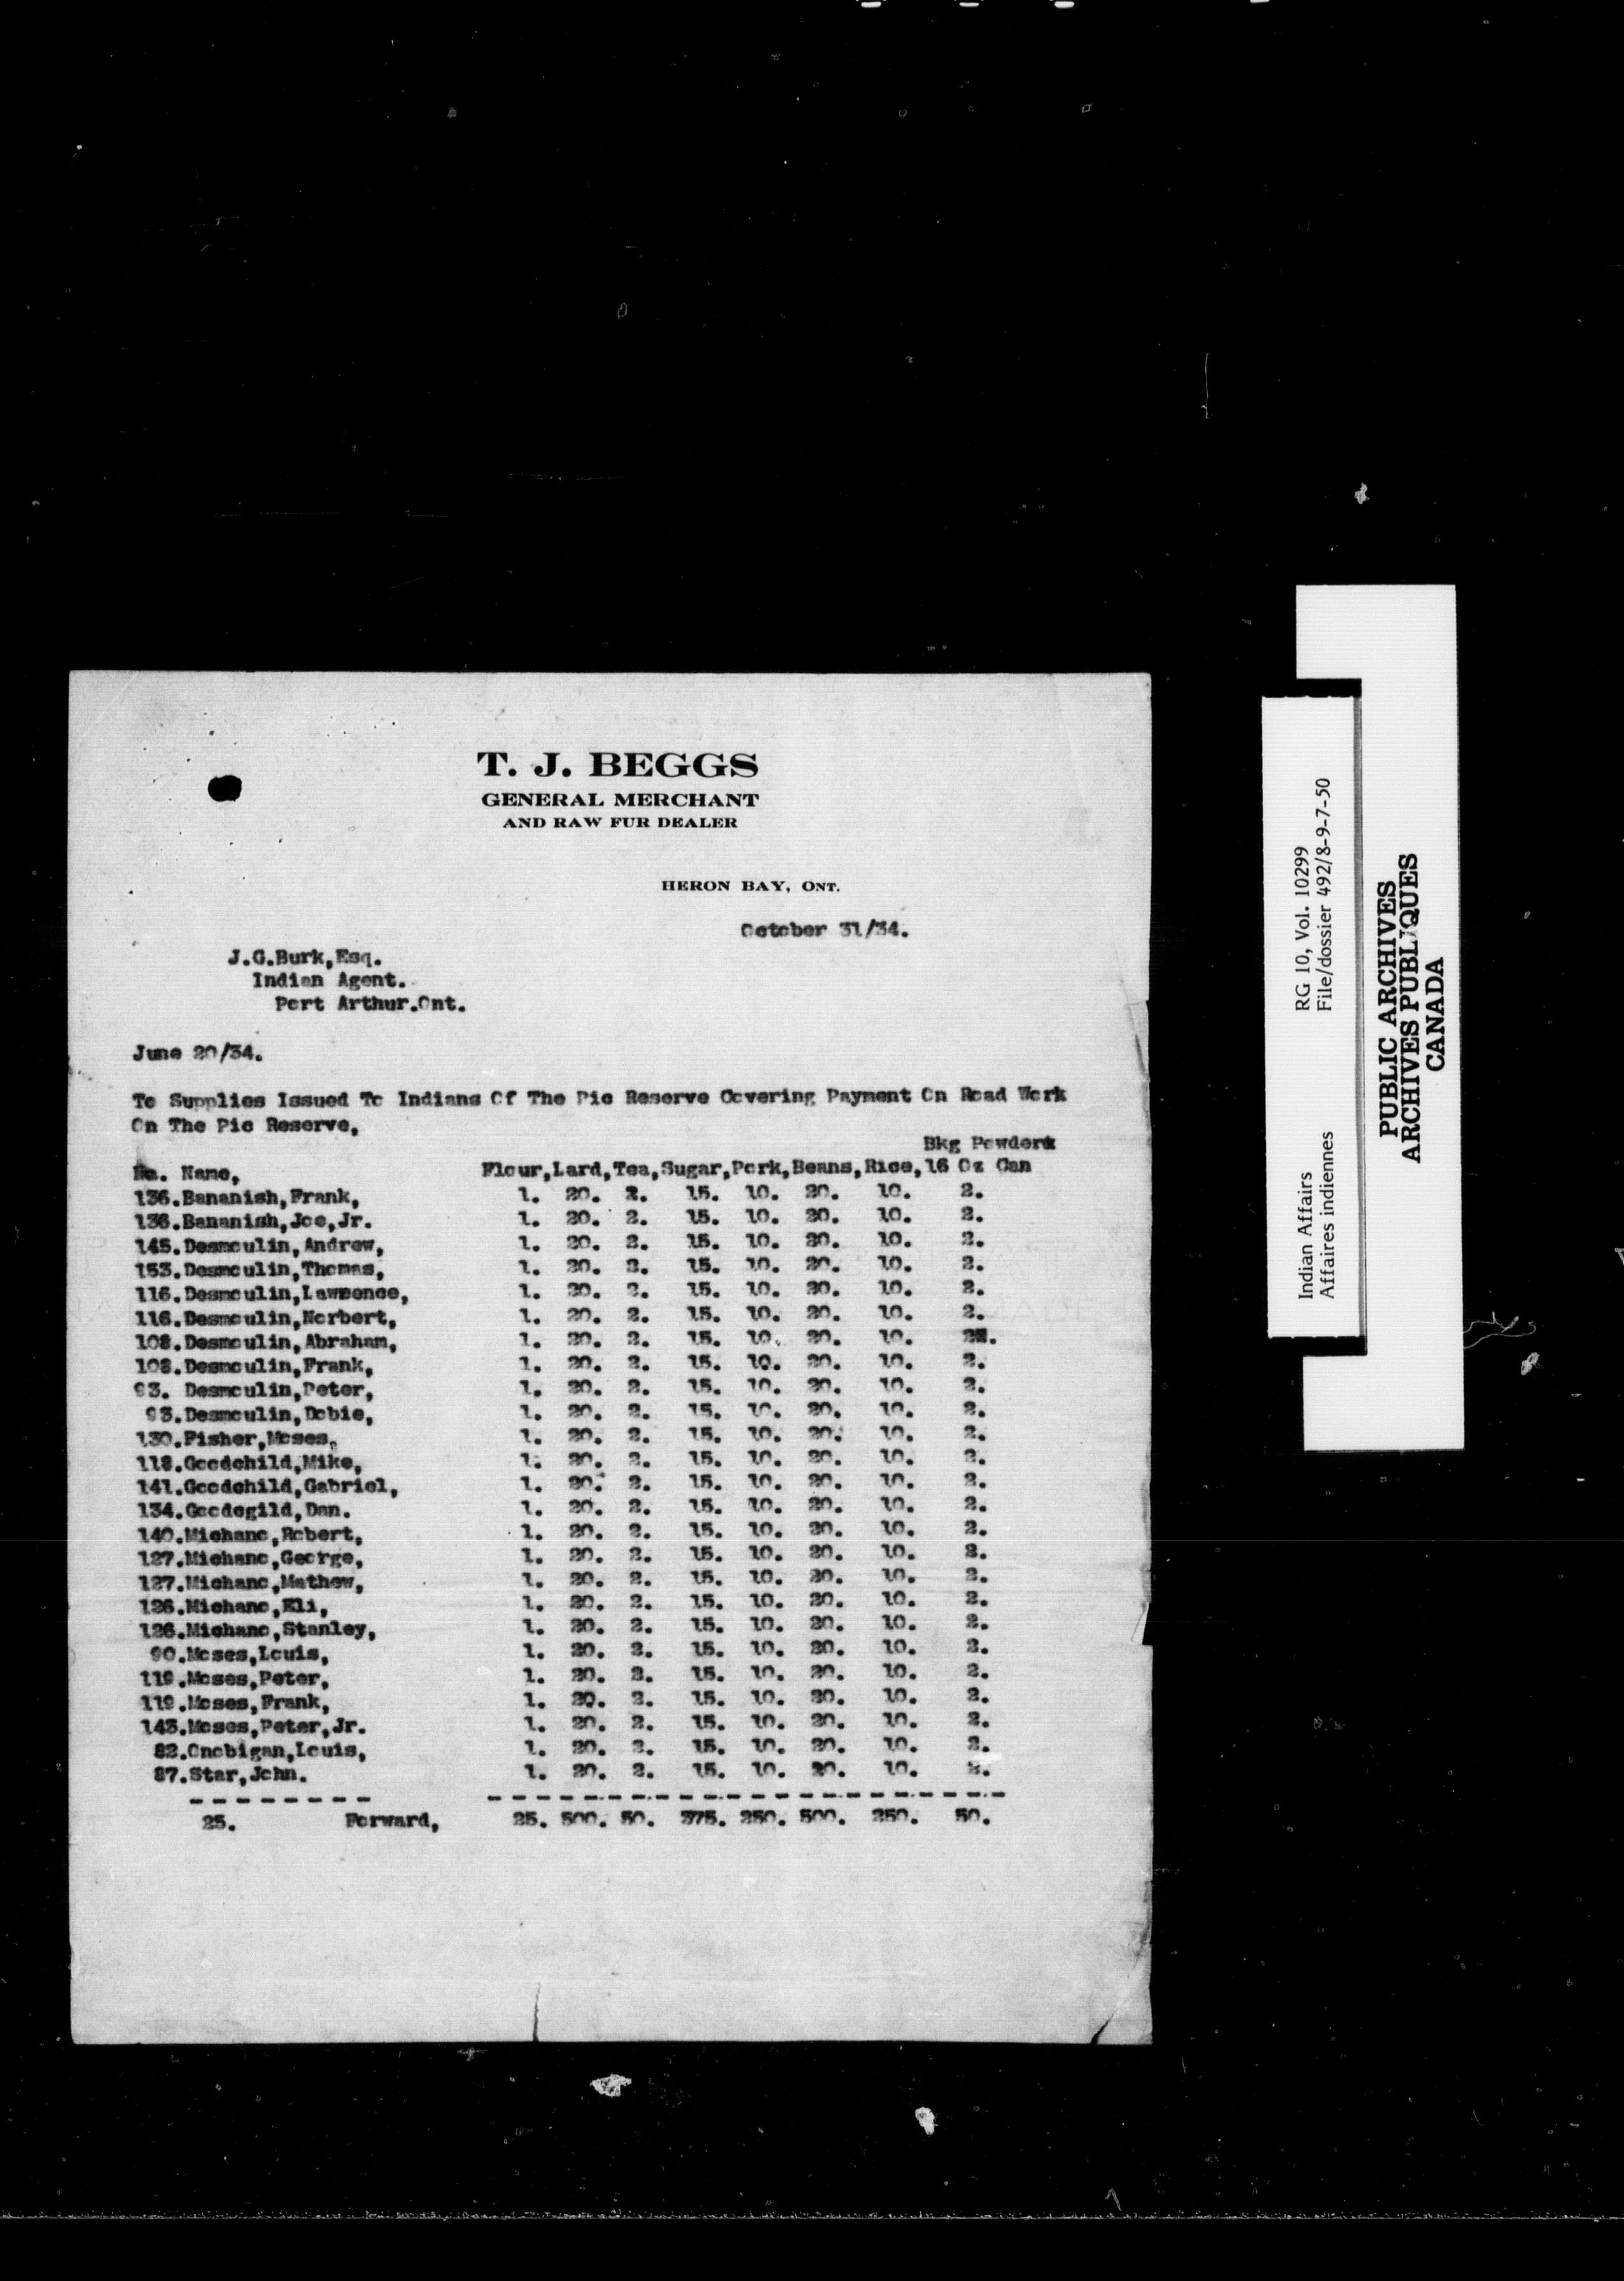 T. J. BEGGS
GENERAL MERCHANT
AND RAW FUR DEALER
HERON BAY, ONT.
October 31/34.
J.G.Burk,Esq.
Indian Agent.
Port Arthur.Ont.
June 20/34.
To Supplies Issued To Indians Of The Pic Reserve Covering Payment On Road Work
On The Pic Reserve,
Bkg Powder
No. Name, Flour,Lard,Tea,Sugar,Pork,Beans,Rice,16 Oz Can
136.Bananish,Frank, 1. 20. 2. 15. 10. 20. 10. 2.
136.Bananish,Joe,Jr. 1. 20. 2. 15. 10. 20. 10. 2.
145.Desmoulin,Andrew, 1. 20. 2. 15. 10. 20. 10. 2.
153.Desmoulin,Thomas, 1. 20. 2. 15. 10. 20. 10. 2.
116.Desmoulin,Lawrence, 1. 20. 2. 15. 10. 20. 10. 2.
116.Desmoulin,Norbert, 1. 20. 2. 15. 10. 20. 10. 2.
108.Desmoulin,Abraham, 1. 20. 2. 15. 10. 20. 10. 2.
108.Desmoulin,Frank, 1. 20. 2. 15. 10. 20. 10. 2.
93. Desmoulin,Peter, 1. 20. 2. 15. 10. 20. 10. 2.
93.Desmoulin,Dobie, 1. 20. 2. 15. 10. 20. 10. 2.
130.Fisher,Moses, 1. 20. 2. 15. 10. 20. 10. 2.
118.Goodchild,Mike, 1. 20. 2. 15. 10. 20. 10. 2.
141.Goodchild,Gabriel, 1. 20. 2. 15. 10. 20. 10. 2.
134.Goodcgild,Dan. 1. 20. 2. 15. 10. 20. 10. 2.
140.Michano,Robert, 1. 20. 2. 15. 10. 20. 10. 2.
127.Michano,George, 1. 20. 2. 15. 10. 20. 10. 2.
127.Michano,Mathew, 1. 20. 2. 15. 10. 20. 10. 2.
126.Michano,Eli, 1. 20. 2. 15. 10. 20. 10. 2.
126.Michano,Stanley, 1. 20. 2. 15. 10. 20. 10. 2.
90.Moses,Louis, 1. 20. 2. 15. 10. 20. 10. 2.
119.Moses,Peter, 1. 20. 2. 15. 10. 20. 10. 2.
119.Moses,Frank, 1. 20. 2. 15. 10. 20. 10. 2.
143.Moses,Peter,Jr. 1. 20. 2. 15. 10. 20. 10. 2.
82.Onobigan,Louis, 1. 20. 2. 15. 10. 20. 10. 2.
87.Star,John. 1. 20. 2. 15. 10. 20. 10. 2.
25. Forward, 25. 500. 50. 375. 250. 500. 250. 50.
Indian Affairs RG 10, Vol. 10299
Affaires indiennes File/dossier 492/8-9-7-50
PUBLIC ARCHIVES
ARCHIVES PUBLIQUES
CANADA